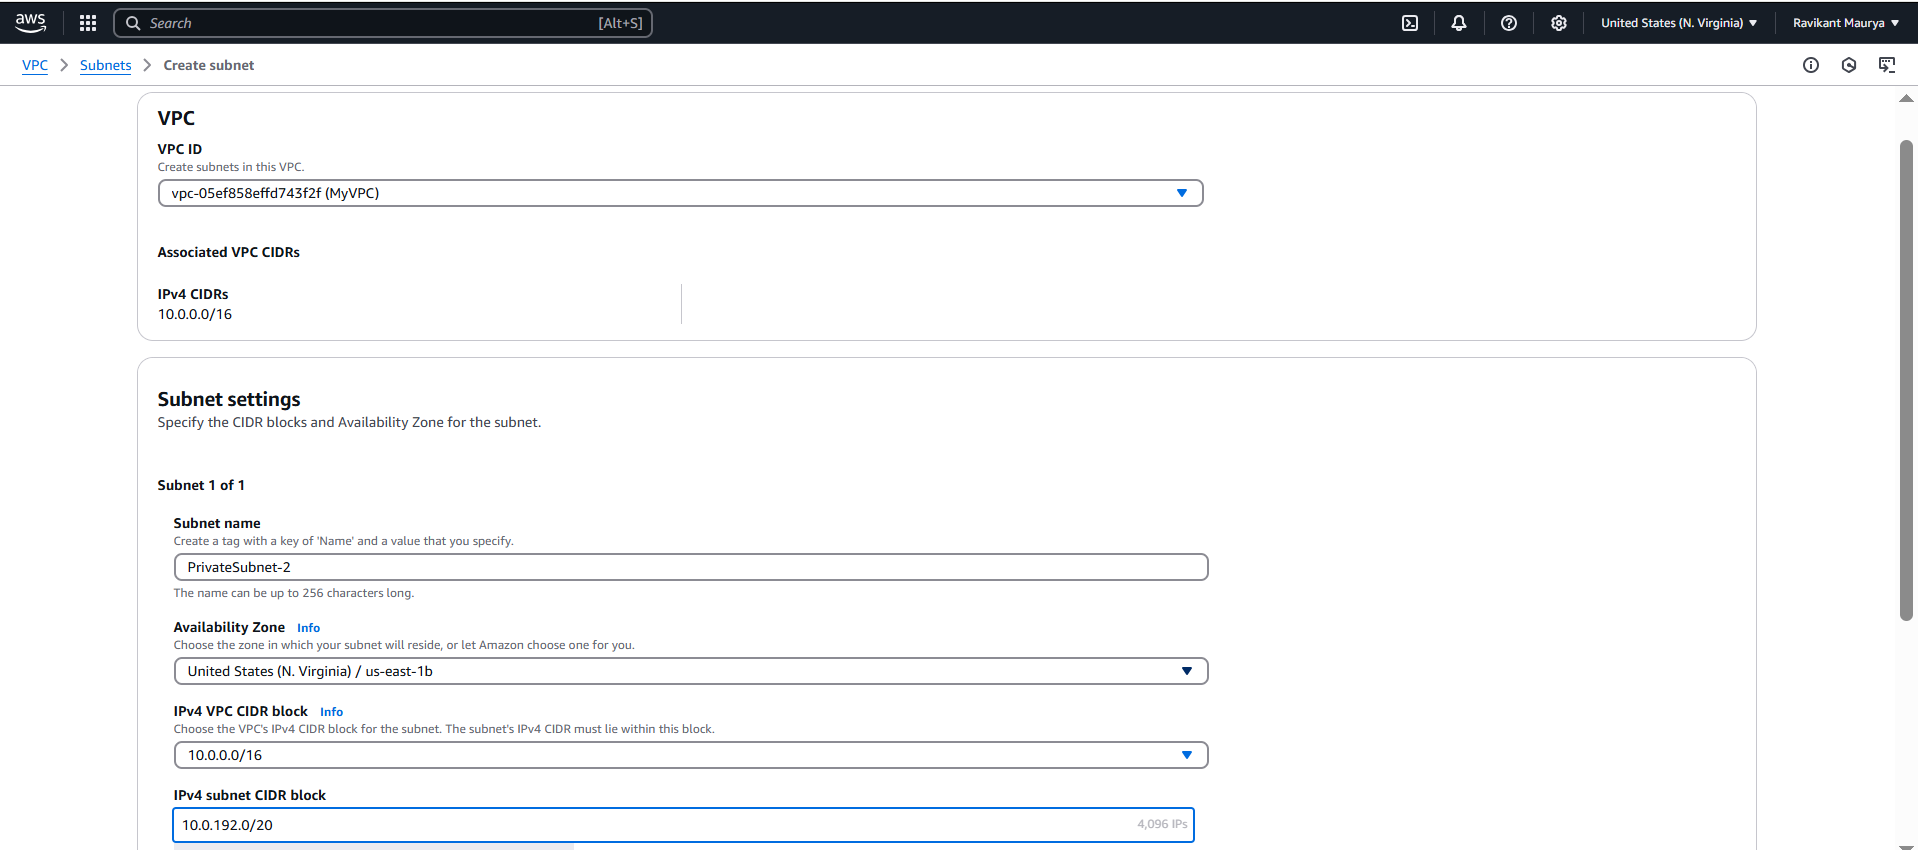 aws
Search [Alt+S]
United States (N. Virginia)
Ravikant Maurya
VPC Subnets Create subnet
VPC
VPC ID
Create subnets in this VPC.
vpc-05ef858effd743f2f (MyVPC)
Associated VPC CIDRs
IPv4 CIDRs
10.0.0.0/16
Subnet settings
Specify the CIDR blocks and Availability Zone for the subnet.
Subnet 1 of 1
Subnet name
Create a tag with a key of 'Name' and a value that you specify.
PrivateSubnet-2
The name can be up to 256 characters long.
Availability Zone Info
Choose the zone in which your subnet will reside, or let Amazon choose one for you.
United States (N. Virginia) / us-east-1b
IPv4 VPC CIDR block Info
Choose the VPC's IPv4 CIDR block for the subnet. The subnet's IPv4 CIDR must lie within this block.
10.0.0.0/16
IPv4 subnet CIDR block
10.0.192.0/20 4,096 IPs